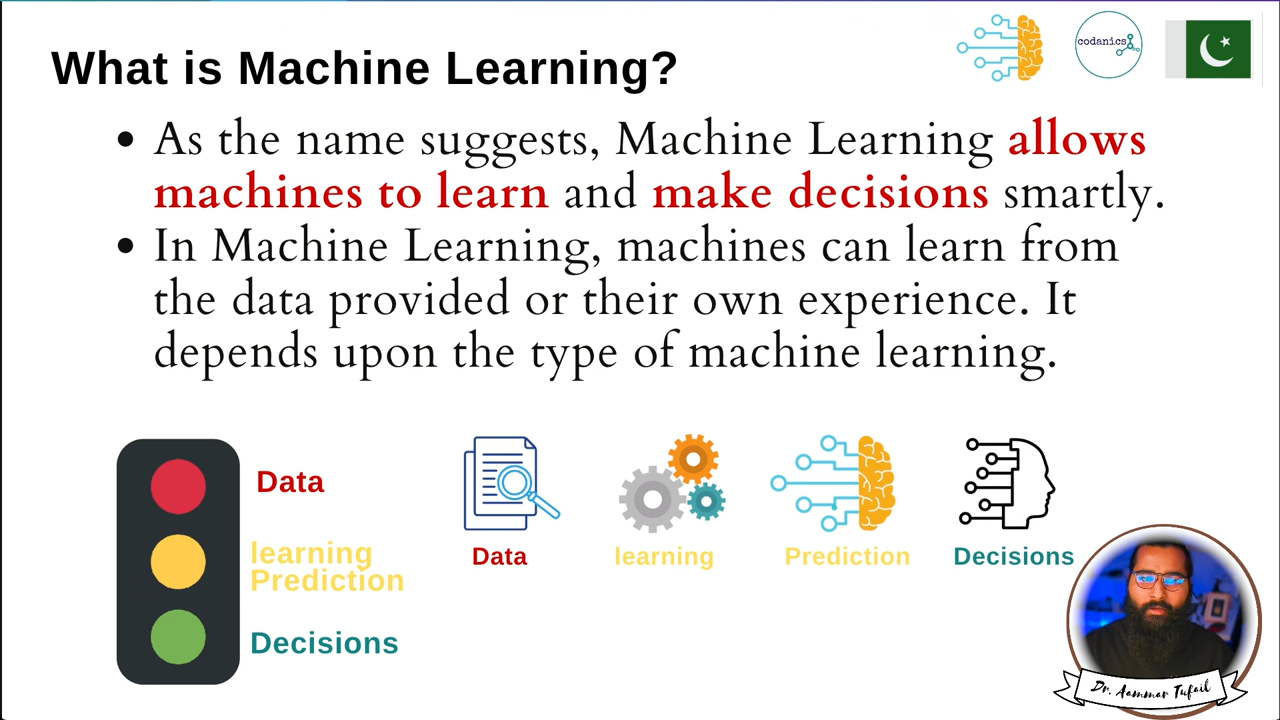 What is Machine Learning?
codanics
• As the name suggests, Machine Learning allows
machines to learn and make decisions smartly.
• In Machine Learning, machines can learn from
the data provided or their own experience. It
depends upon the type of machine learning.
Data
learning
Prediction
Decisions
Data
learning
Prediction
Decisions
Dr. Aammar Tufail